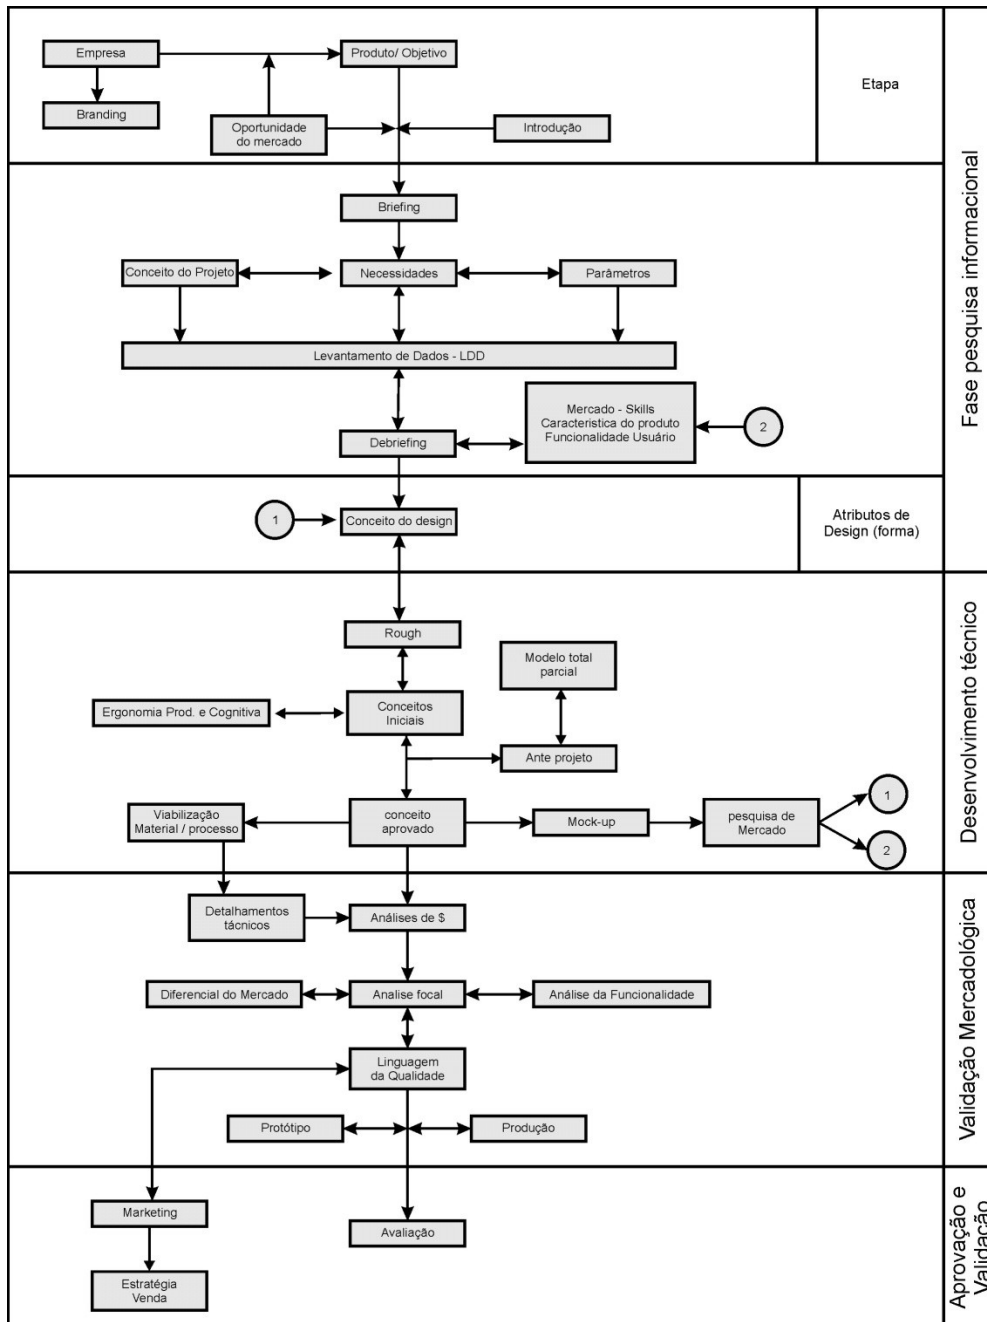 Empresa
Produto/ Objetivo
Etapa
Branding
Oportunidade
do mercado
Introdução
Fase pesquisa informacional
Briefing
Conceito do Projeto
Necessidades
Parâmetros
Levantamento de Dados - LDD
Mercado - Skills
Caracteristica do produto
Funcionalidade Usuário
2
Debriefing
1
Conceito do design
Atributos de
Design (forma)
Desenvolvimento técnico
Rough
Modelo total
parcial
Ergonomia Prod. e Cognitiva
Conceitos
Iniciais
Ante projeto
Viabilização
Material / processo
conceito
aprovado
Mock-up
pesquisa de
Mercado
1
2
Validação Mercadológica
Detalhamentos
tácnicos
Análises de $
Diferencial do Mercado
Analise focal
Análise da Funcionalidade
Linguagem
da Qualidade
Protótipo
Produção
Aprovação e
Validação
Marketing
Avaliação
Estratégia
Venda